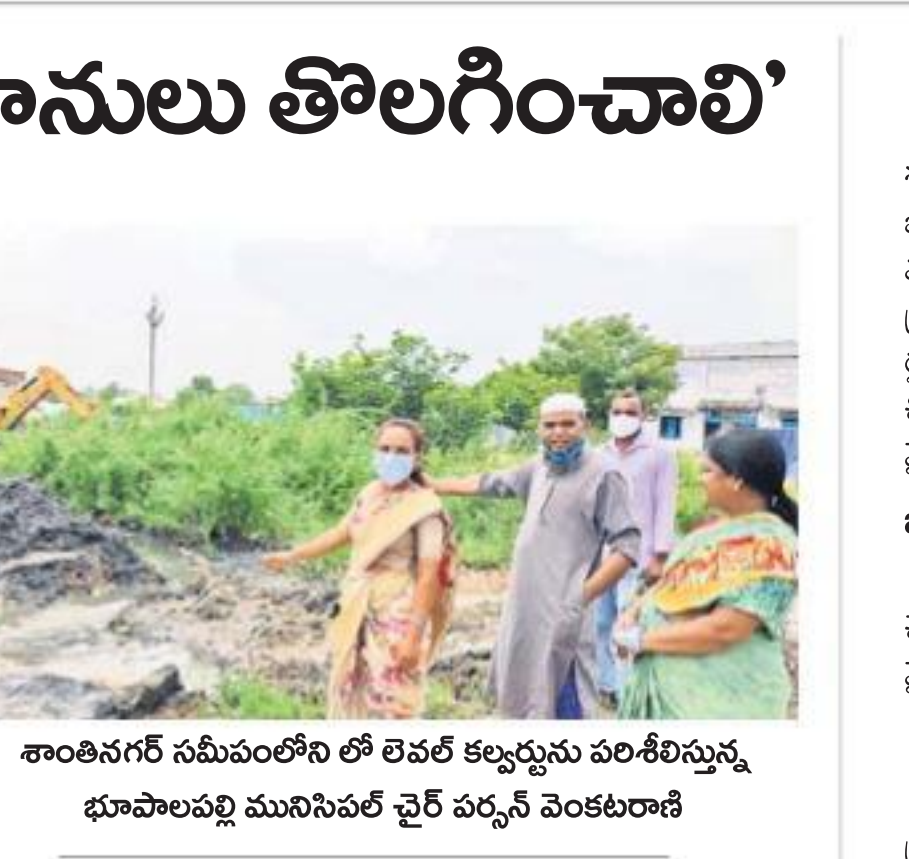 తొలగించాలి’
శాంతినగర్ సమీపంలోని లో లెవల్ కల్వర్టును పరిశీలిస్తున్న
భూపాలపల్లి మునిసిపల్ చైర్ పర్సన్ వెంకటరాణి